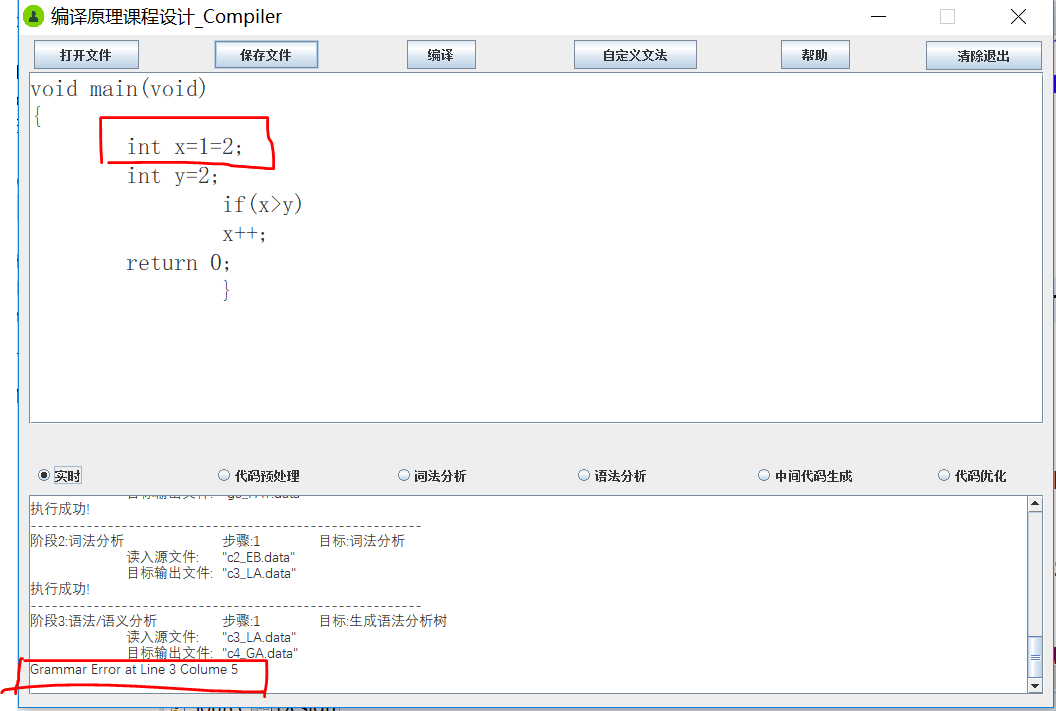 编译原理课程设计_Compiler
打开文件 保存文件 编译 自定义文法 帮助 清除退出
void main(void)
{
int x=1=2;
int y=2;
if(x>y)
x++;
return 0;
}
实时 代码预处理 词法分析 语法分析 中间代码生成 代码优化
执行成功!
--------------------------------------------------------
阶段2:词法分析 步骤:1 目标:词法分析
读入源文件: "c2_EB.data"
目标输出文件: "c3_LA.data"
执行成功!
--------------------------------------------------------
阶段3:语法/语义分析 步骤:1 目标:生成语法分析树
读入源文件: "c3_LA.data"
目标输出文件: "c4_GA.data"
Grammar Error at Line 3 Colume 5